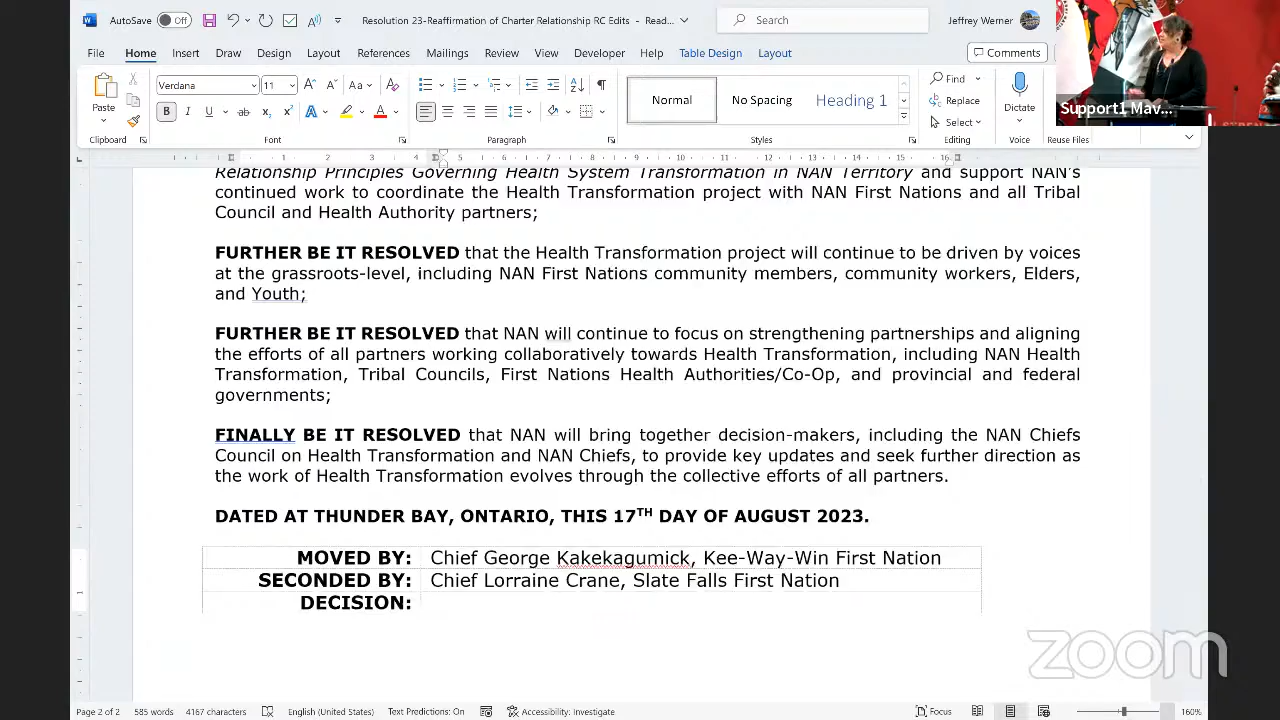 AutoSave Off
olution 23-Reaffirmation of Charter Relationship RC Edits - Read...
Search
Jeffrey Werner
File Home Insert Draw Design Layout References Mailings Review View Developer Help Table Design Layout
Comments
Paste
Clipboard
Verdana 11
Font
Paragraph
Normal No Spacing Heading 1
Styles
Find
Replace
Select
Editing
Dictate
Voice
Reuse Files
Support1 Mav...
Relationship Principles Governing Health System Transformation in NAN Territory and support NAN's
continued work to coordinate the Health Transformation project with NAN First Nations and all Tribal
Council and Health Authority partners;
FURTHER BE IT RESOLVED that the Health Transformation project will continue to be driven by voices
at the grassroots-level, including NAN First Nations community members, community workers, Elders,
and Youth;
FURTHER BE IT RESOLVED that NAN will continue to focus on strengthening partnerships and aligning
the efforts of all partners working collaboratively towards Health Transformation, including NAN Health
Transformation, Tribal Councils, First Nations Health Authorities/Co-Op, and provincial and federal
governments;
FINALLY BE IT RESOLVED that NAN will bring together decision-makers, including the NAN Chiefs
Council on Health Transformation and NAN Chiefs, to provide key updates and seek further direction as
the work of Health Transformation evolves through the collective efforts of all partners.
DATED AT THUNDER BAY, ONTARIO, THIS 17TH DAY OF AUGUST 2023.
MOVED BY: Chief George Kakekagumick, Kee-Way-Win First Nation
SECONDED BY: Chief Lorraine Crane, Slate Falls First Nation
DECISION:
zoom
Page 2 of 2 585 words 4167 characters English (United States) Text Predictions: On Accessibility: Investigate Focus 160%